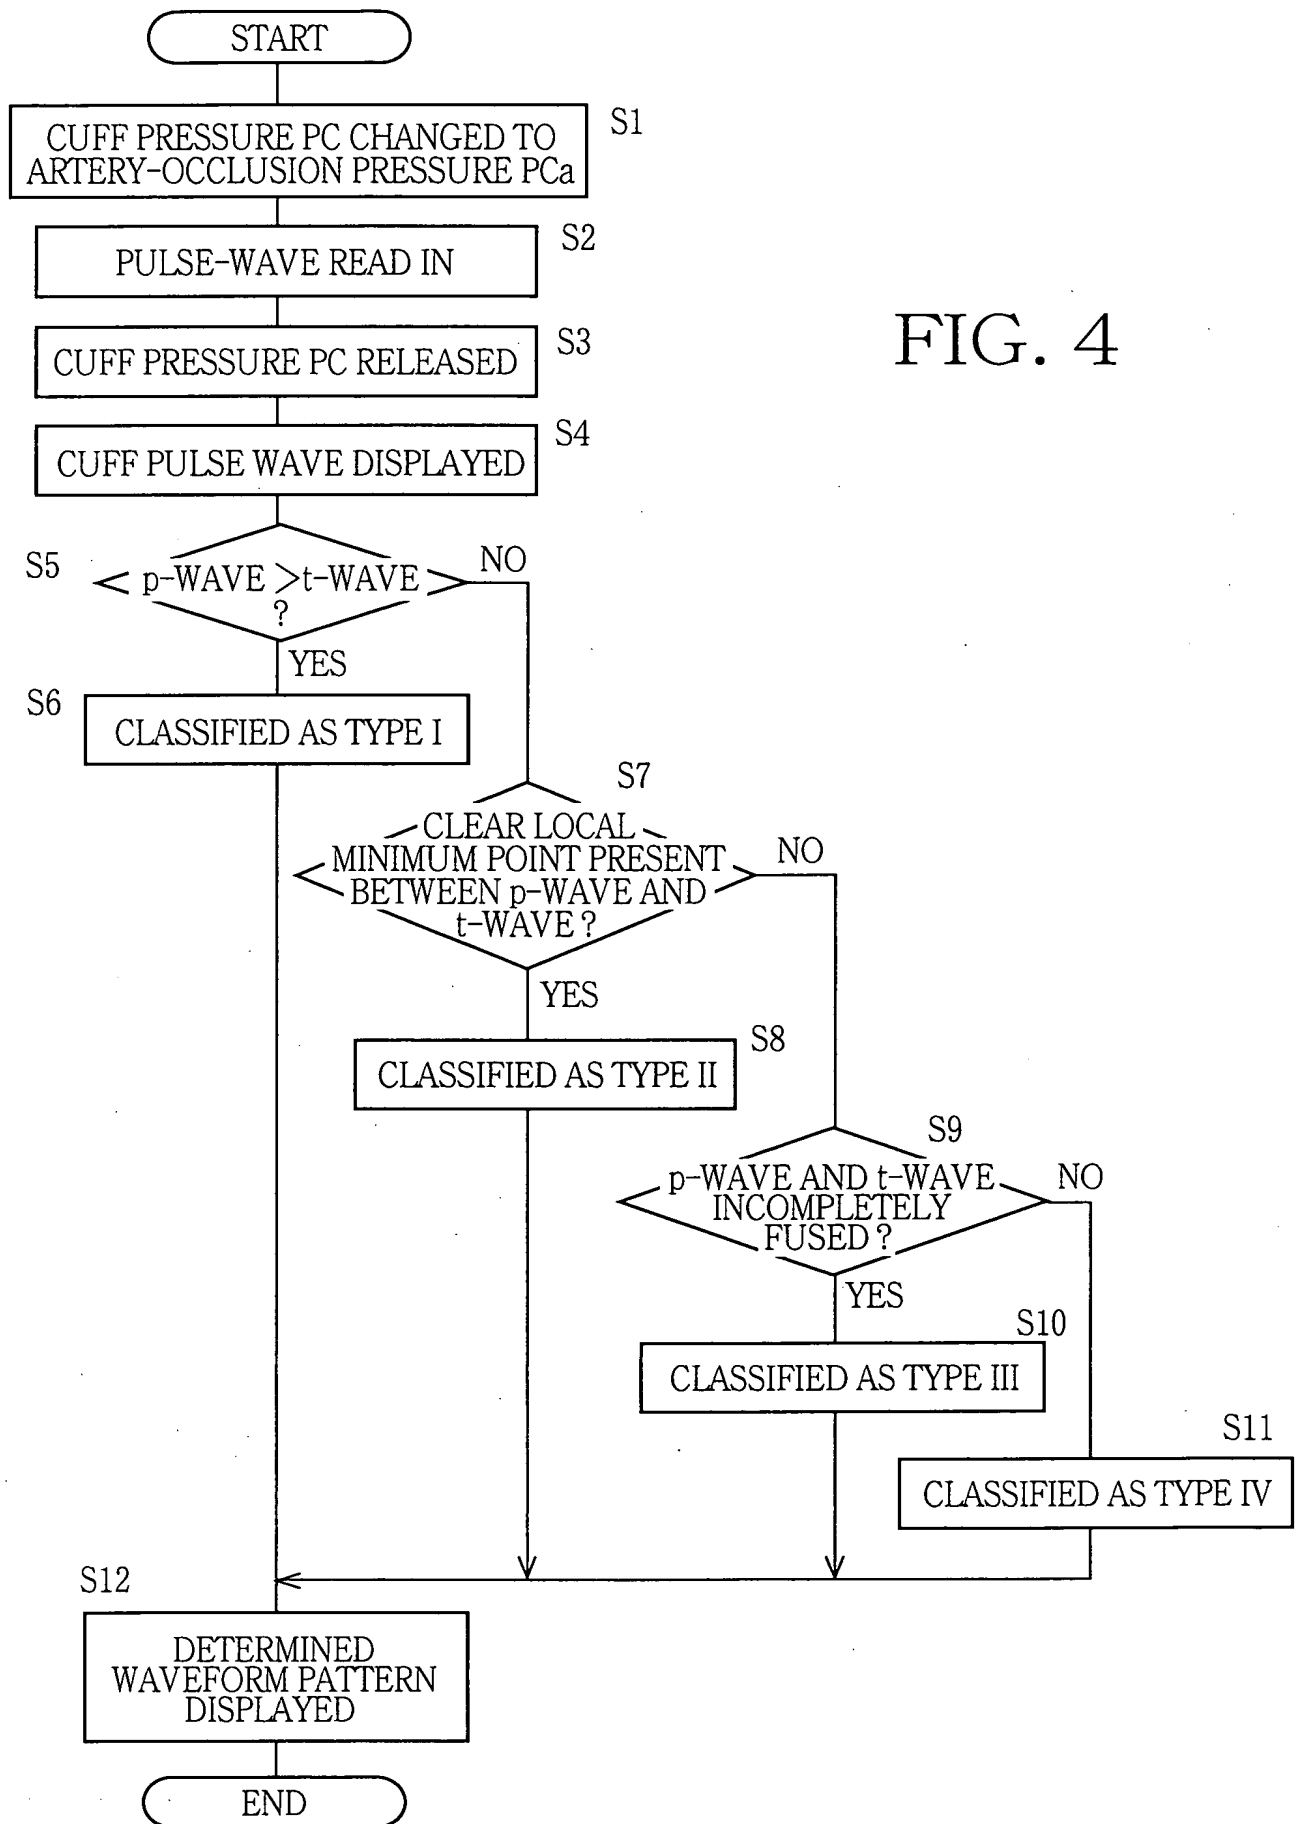 START
S1
CUFF PRESSURE PC CHANGED TO
ARTERY-OCCLUSION PRESSURE PCa
S2
PULSE-WAVE READ IN
FIG. 4
S3
CUFF PRESSURE PC RELEASED
S4
CUFF PULSE WAVE DISPLAYED
S5
p-WAVE >t-WAVE
?
NO
YES
S6
CLASSIFIED AS TYPE I
S7
CLEAR LOCAL
MINIMUM POINT PRESENT
BETWEEN p-WAVE AND
t-WAVE ?
NO
YES
S8
CLASSIFIED AS TYPE II
S9
p-WAVE AND t-WAVE
INCOMPLETELY
FUSED ?
NO
YES
S10
CLASSIFIED AS TYPE III
S11
CLASSIFIED AS TYPE IV
S12
DETERMINED
WAVEFORM PATTERN
DISPLAYED
END